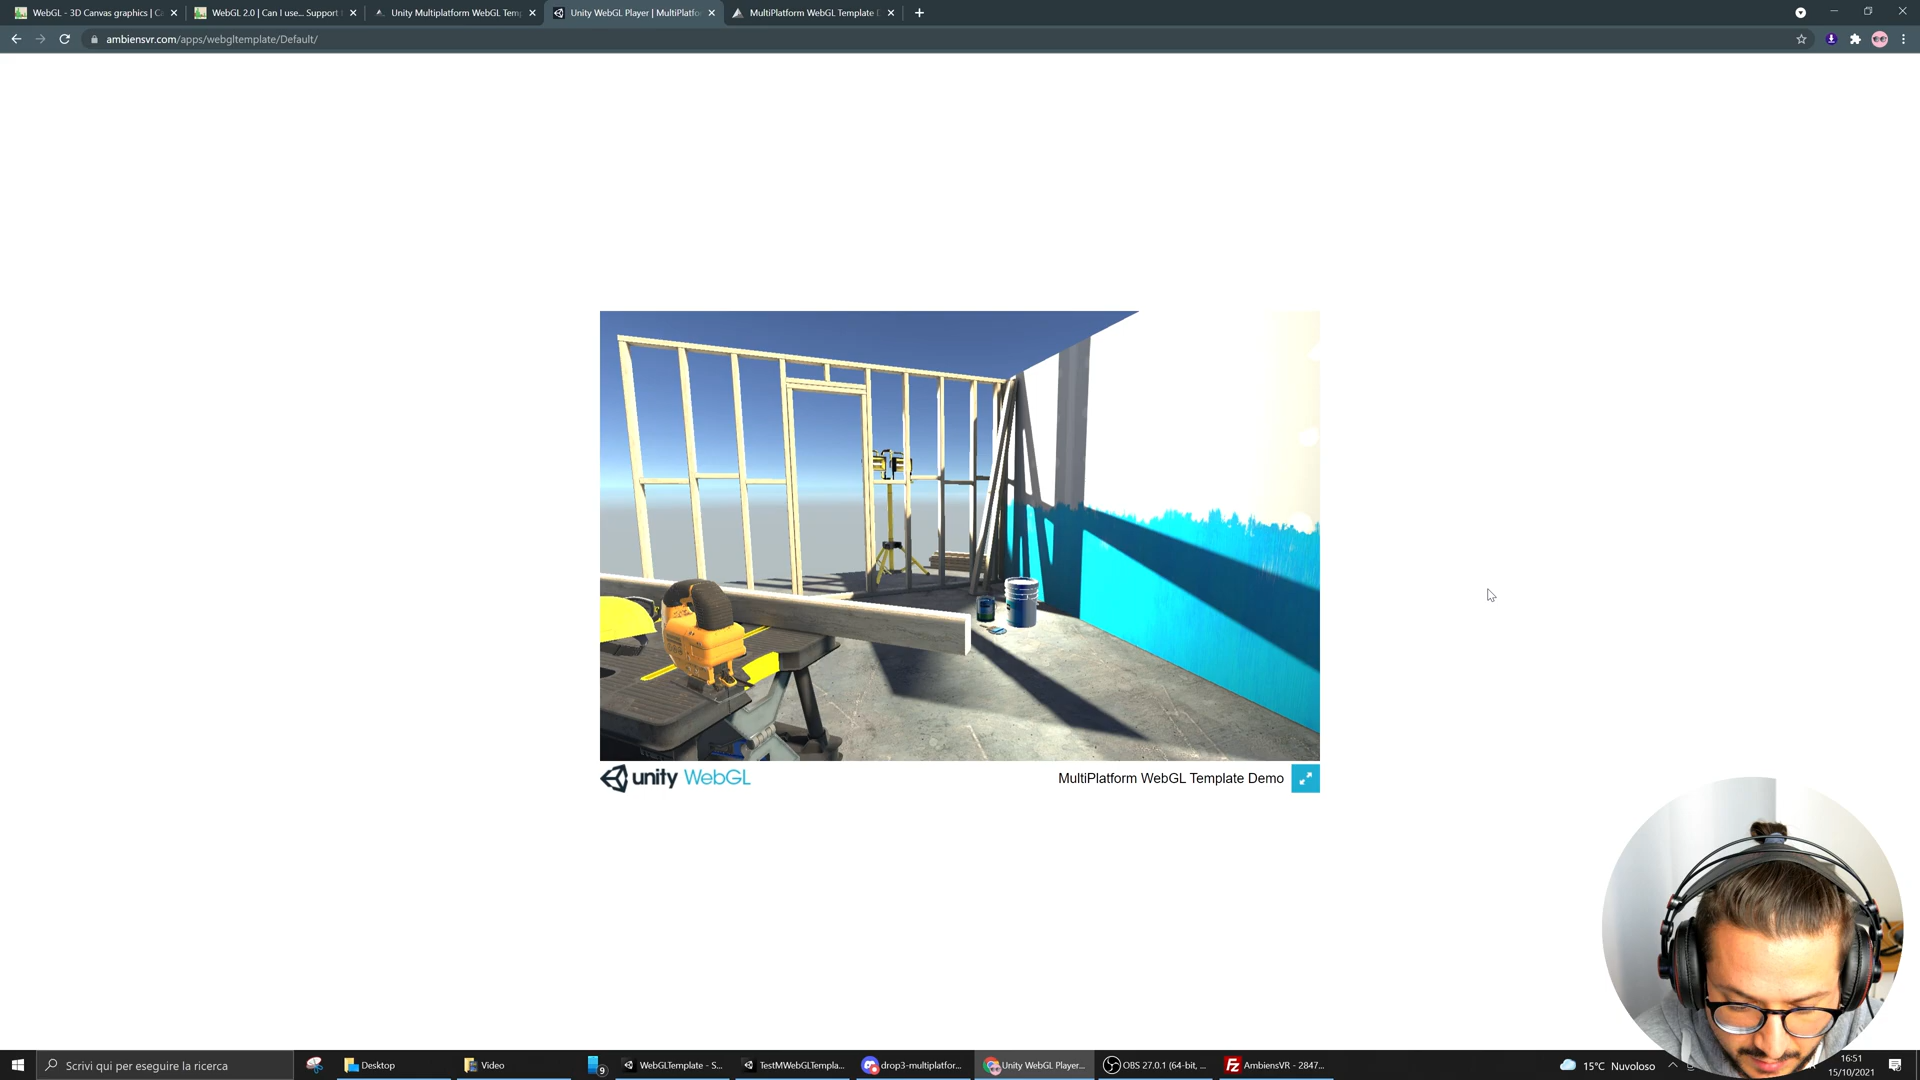 WebGL - 3D Canvas graphics | C
WebGL 2.0 | Can I use... Support
Unity Multiplatform WebGL Tem
Unity WebGL Player | MultiPlatfo
MultiPlatform WebGL Template D
ambiensvr.com/apps/webgltemplate/Default/
unity WebGL
MultiPlatform WebGL Template Demo
Scrivi qui per eseguire la ricerca
Desktop
Video
9
WebGLTemplate - S...
TestMWebGLTempla...
drop3-multiplatfor...
Unity WebGL Player...
OBS 27.0.1 (64-bit, ...
AmbiensVR - 2847...
15°C Nuvoloso
16:51
15/10/2021